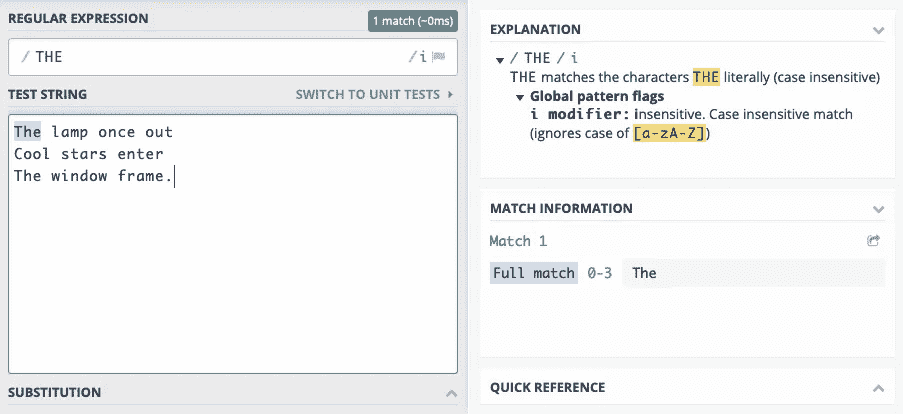 REGULAR EXPRESSION
1 match (~0ms)
/ THE
/ i
TEST STRING
SWITCH TO UNIT TESTS
The lamp once out
Cool stars enter
The window frame.
SUBSTITUTION
EXPLANATION
/ THE / i
THE matches the characters THE literally (case insensitive)
Global pattern flags
i modifier: insensitive. Case insensitive match
(ignores case of [a-zA-Z])
MATCH INFORMATION
Match 1
Full match 0-3 The
QUICK REFERENCE